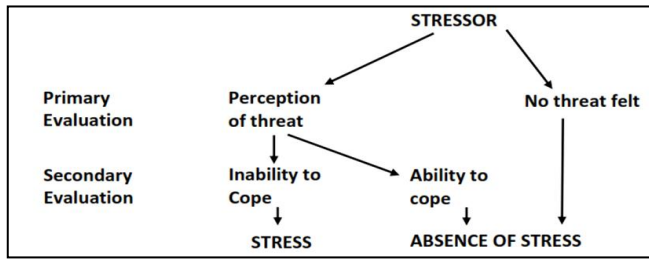 STRESSOR
Primary
Evaluation
Perception
of threat
No threat felt
Secondary
Evaluation
Inability to
Cope
Ability to
cope
STRESS
ABSENCE OF STRESS